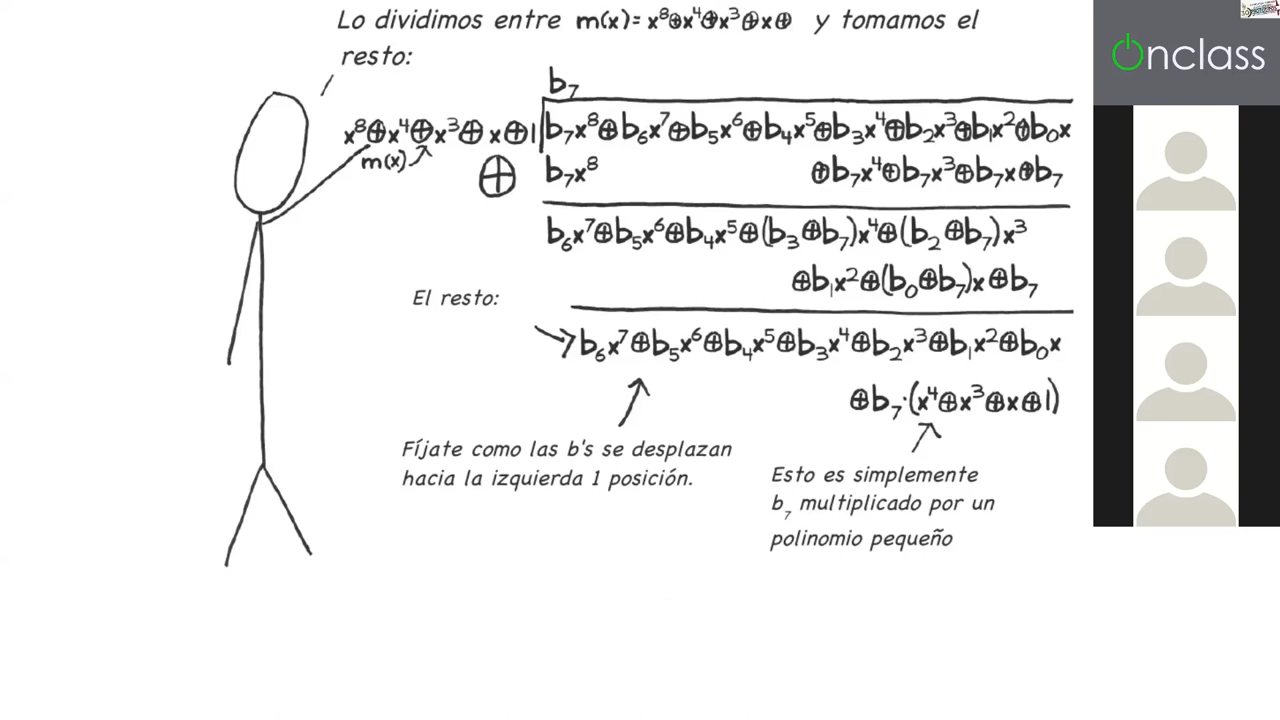 Lo dividimos entre m(x)= x⁸⊕x⁴⊕x³⊕x⊕ y tomamos el
resto:
b₇
x⁸⊕x⁴⊕x³⊕x⊕1 b₇x⁸⊕b₆x⁷⊕b₅x⁶⊕b₄x⁵⊕b₃x⁴⊕b₂x³⊕b₁x²⊕b₀x
m(x)
⊕ b₇x⁸ ⊕b₇x⁴⊕b₇x³⊕b₇x⊕b₇
b₆x⁷⊕b₅x⁶⊕b₄x⁵⊕(b₃⊕b₇)x⁴⊕(b₂⊕b₇)x³
⊕b₁x²⊕(b₀⊕b₇)x⊕b₇
El resto:
b₆x⁷⊕b₅x⁶⊕b₄x⁵⊕b₃x⁴⊕b₂x³⊕b₁x²⊕b₀x
⊕b₇·(x⁴⊕x³⊕x⊕1)
Fíjate como las b's se desplazan
hacia la izquierda 1 posición.
Esto es simplemente
b₇ multiplicado por un
polinomio pequeño
Onclass